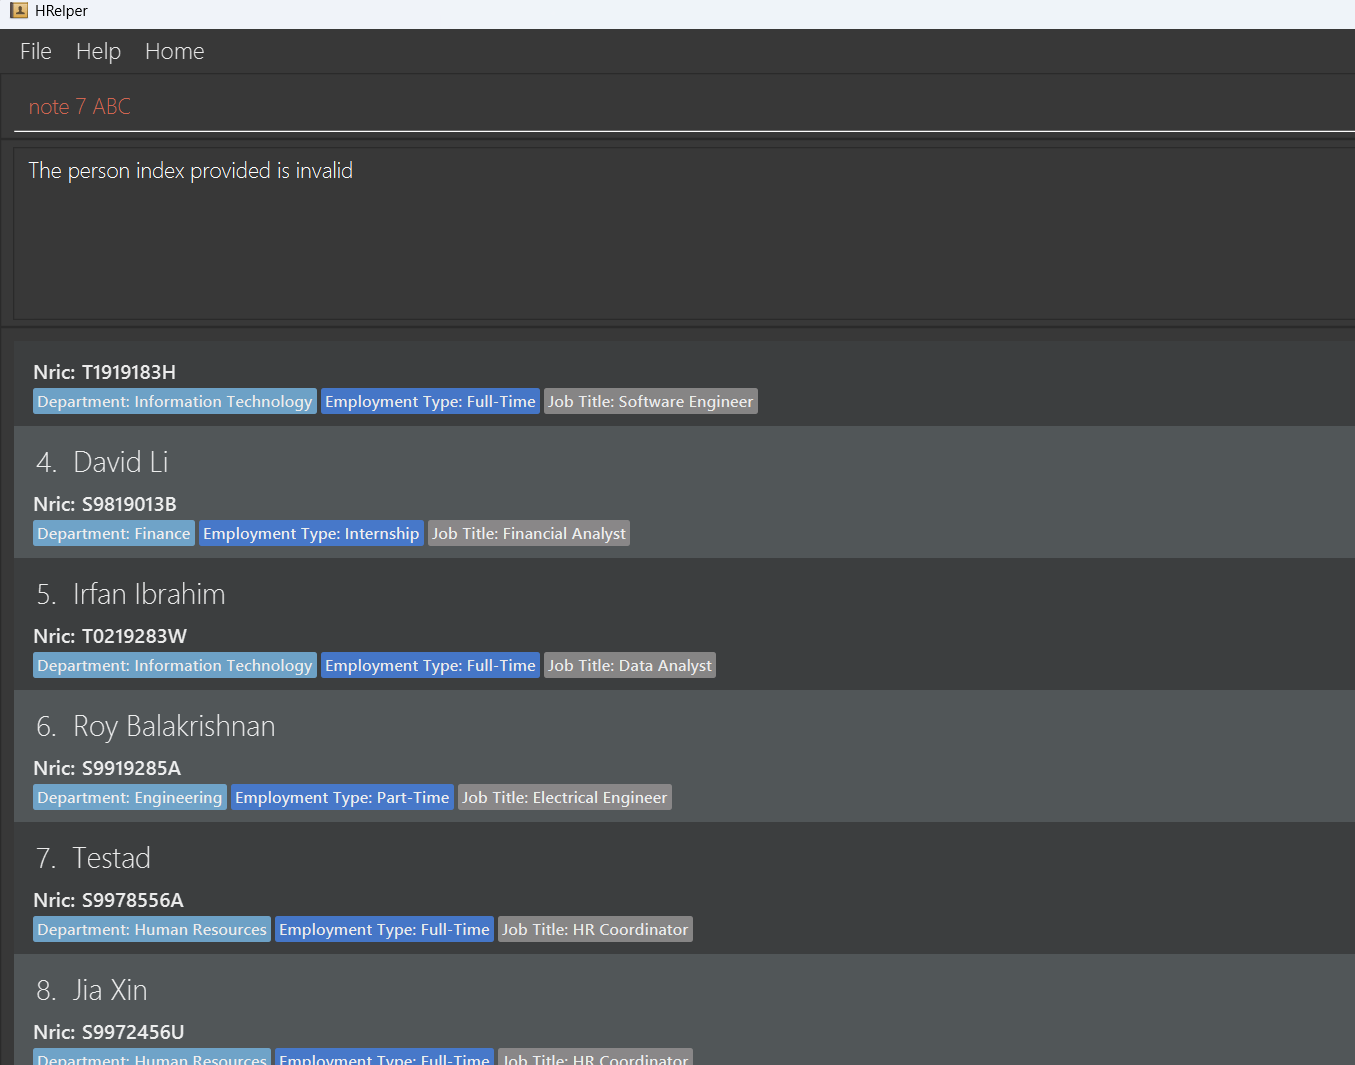 HRelper
File Help Home
note 7 ABC
The person index provided is invalid
Nric: T1919183H
Department: Information Technology Employment Type: Full-Time Job Title: Software Engineer
4. David Li
Nric: S9819013B
Department: Finance Employment Type: Internship Job Title: Financial Analyst
5. Irfan Ibrahim
Nric: T0219283W
Department: Information Technology Employment Type: Full-Time Job Title: Data Analyst
6. Roy Balakrishnan
Nric: S9919285A
Department: Engineering Employment Type: Part-Time Job Title: Electrical Engineer
7. Testad
Nric: S9978556A
Department: Human Resources Employment Type: Full-Time Job Title: HR Coordinator
8. Jia Xin
Nric: S9972456U
Department: Human Resources Employment Type: Full-Time Job Title: HR Coordinator